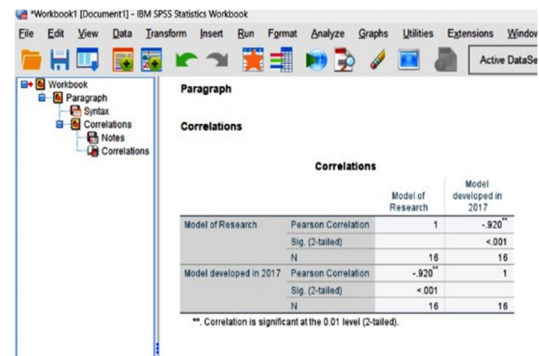 *Workbook1 [Document1] - IBM SPSS Statistics Workbook
File Edit View Data Transform Insert Run Format Analyze Graphs Utilities Extensions Window
Active DataSe
Workbook
Paragraph
Syntax
Correlations
Notes
Correlations
Paragraph
Correlations
Correlations
Model of Research
Model developed in 2017
Model of Research Pearson Correlation 1 -.920**
Sig. (2-tailed) <.001
N 16 16
Model developed in 2017 Pearson Correlation -.920** 1
Sig. (2-tailed) <.001
N 16 16
**. Correlation is significant at the 0.01 level (2-tailed).